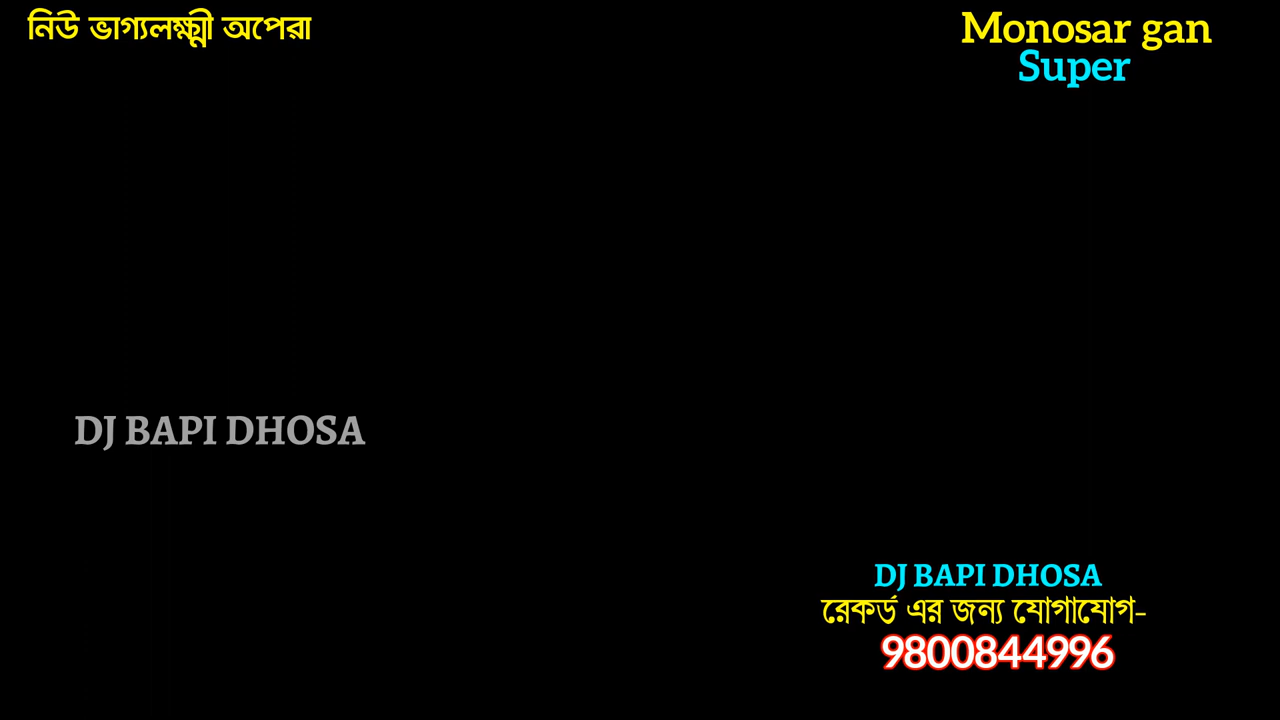 নিউ ভাগ্যলক্ষ্মী অপেরা
Monosar gan
Super
DJ BAPI DHOSA
DJ BAPI DHOSA
রেকর্ড এর জন্য যোগাযোগ-
9800844996